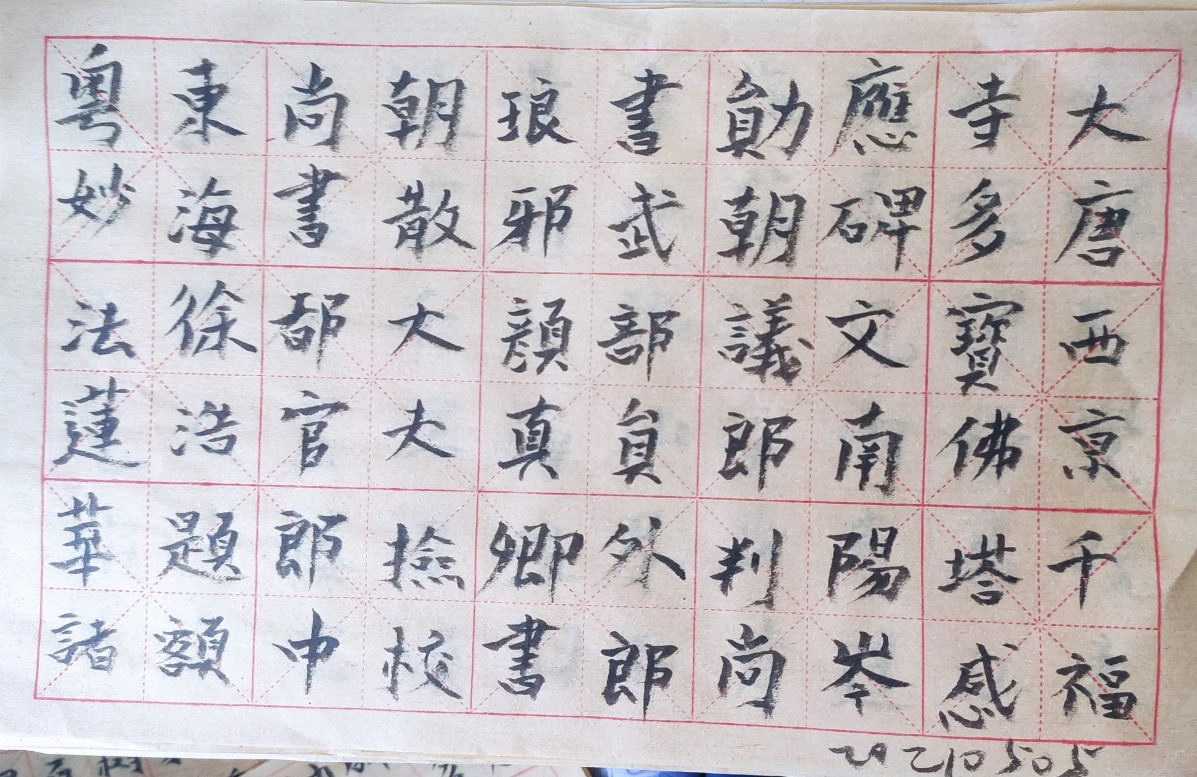 大唐西京千福
寺多寶佛塔感
應碑文南陽岑
勛朝議郎判尚
書武部員外郎
琅邪顏真卿書
朝散大夫撿校
尚書都官郎中
東海徐浩題額
粵妙法蓮華諸
20210505